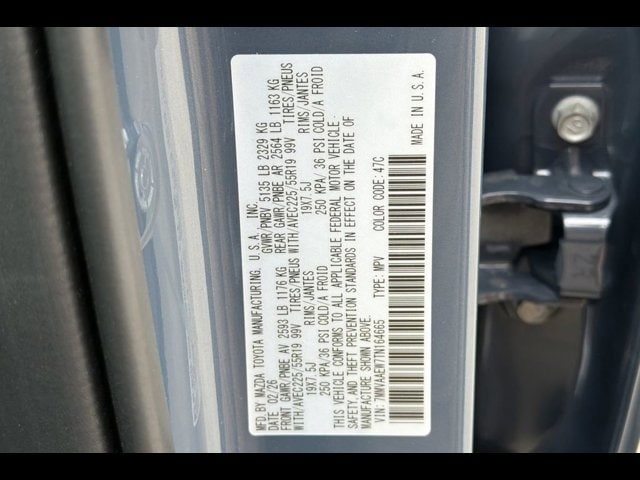 MFD BY MAZDA TOYOTA MANUFACTURING, U.S.A., INC.
DATE 02/26 GVWR/PNBV 5135 LB 2329 KG
FRONT GAWR/PNBE AV 2593 LB 1176 KG REAR GAWR/PNBE AR 2564 LB 1163 KG
WITH/AVEC225/55R19 99V TIRES/PNEUS WITH/AVEC225/55R19 99V TIRES/PNEUS
19X7.5J RIMS/JANTES 19X7.5J RIMS/JANTES
250 KPA/36 PSI COLD/A FROID 250 KPA/ 36 PSI COLD/A FROID
THIS VEHICLE CONFORMS TO ALL APPLICABLE FEDERAL MOTOR VEHICLE
SAFETY AND THEFT PREVENTION STANDARDS IN EFFECT ON THE DATE OF
MANUFACTURE SHOWN ABOVE.
VIN:7MMVAAEW7TN164665 TYPE: MPV COLOR CODE: 47C
MADE IN U.S.A.